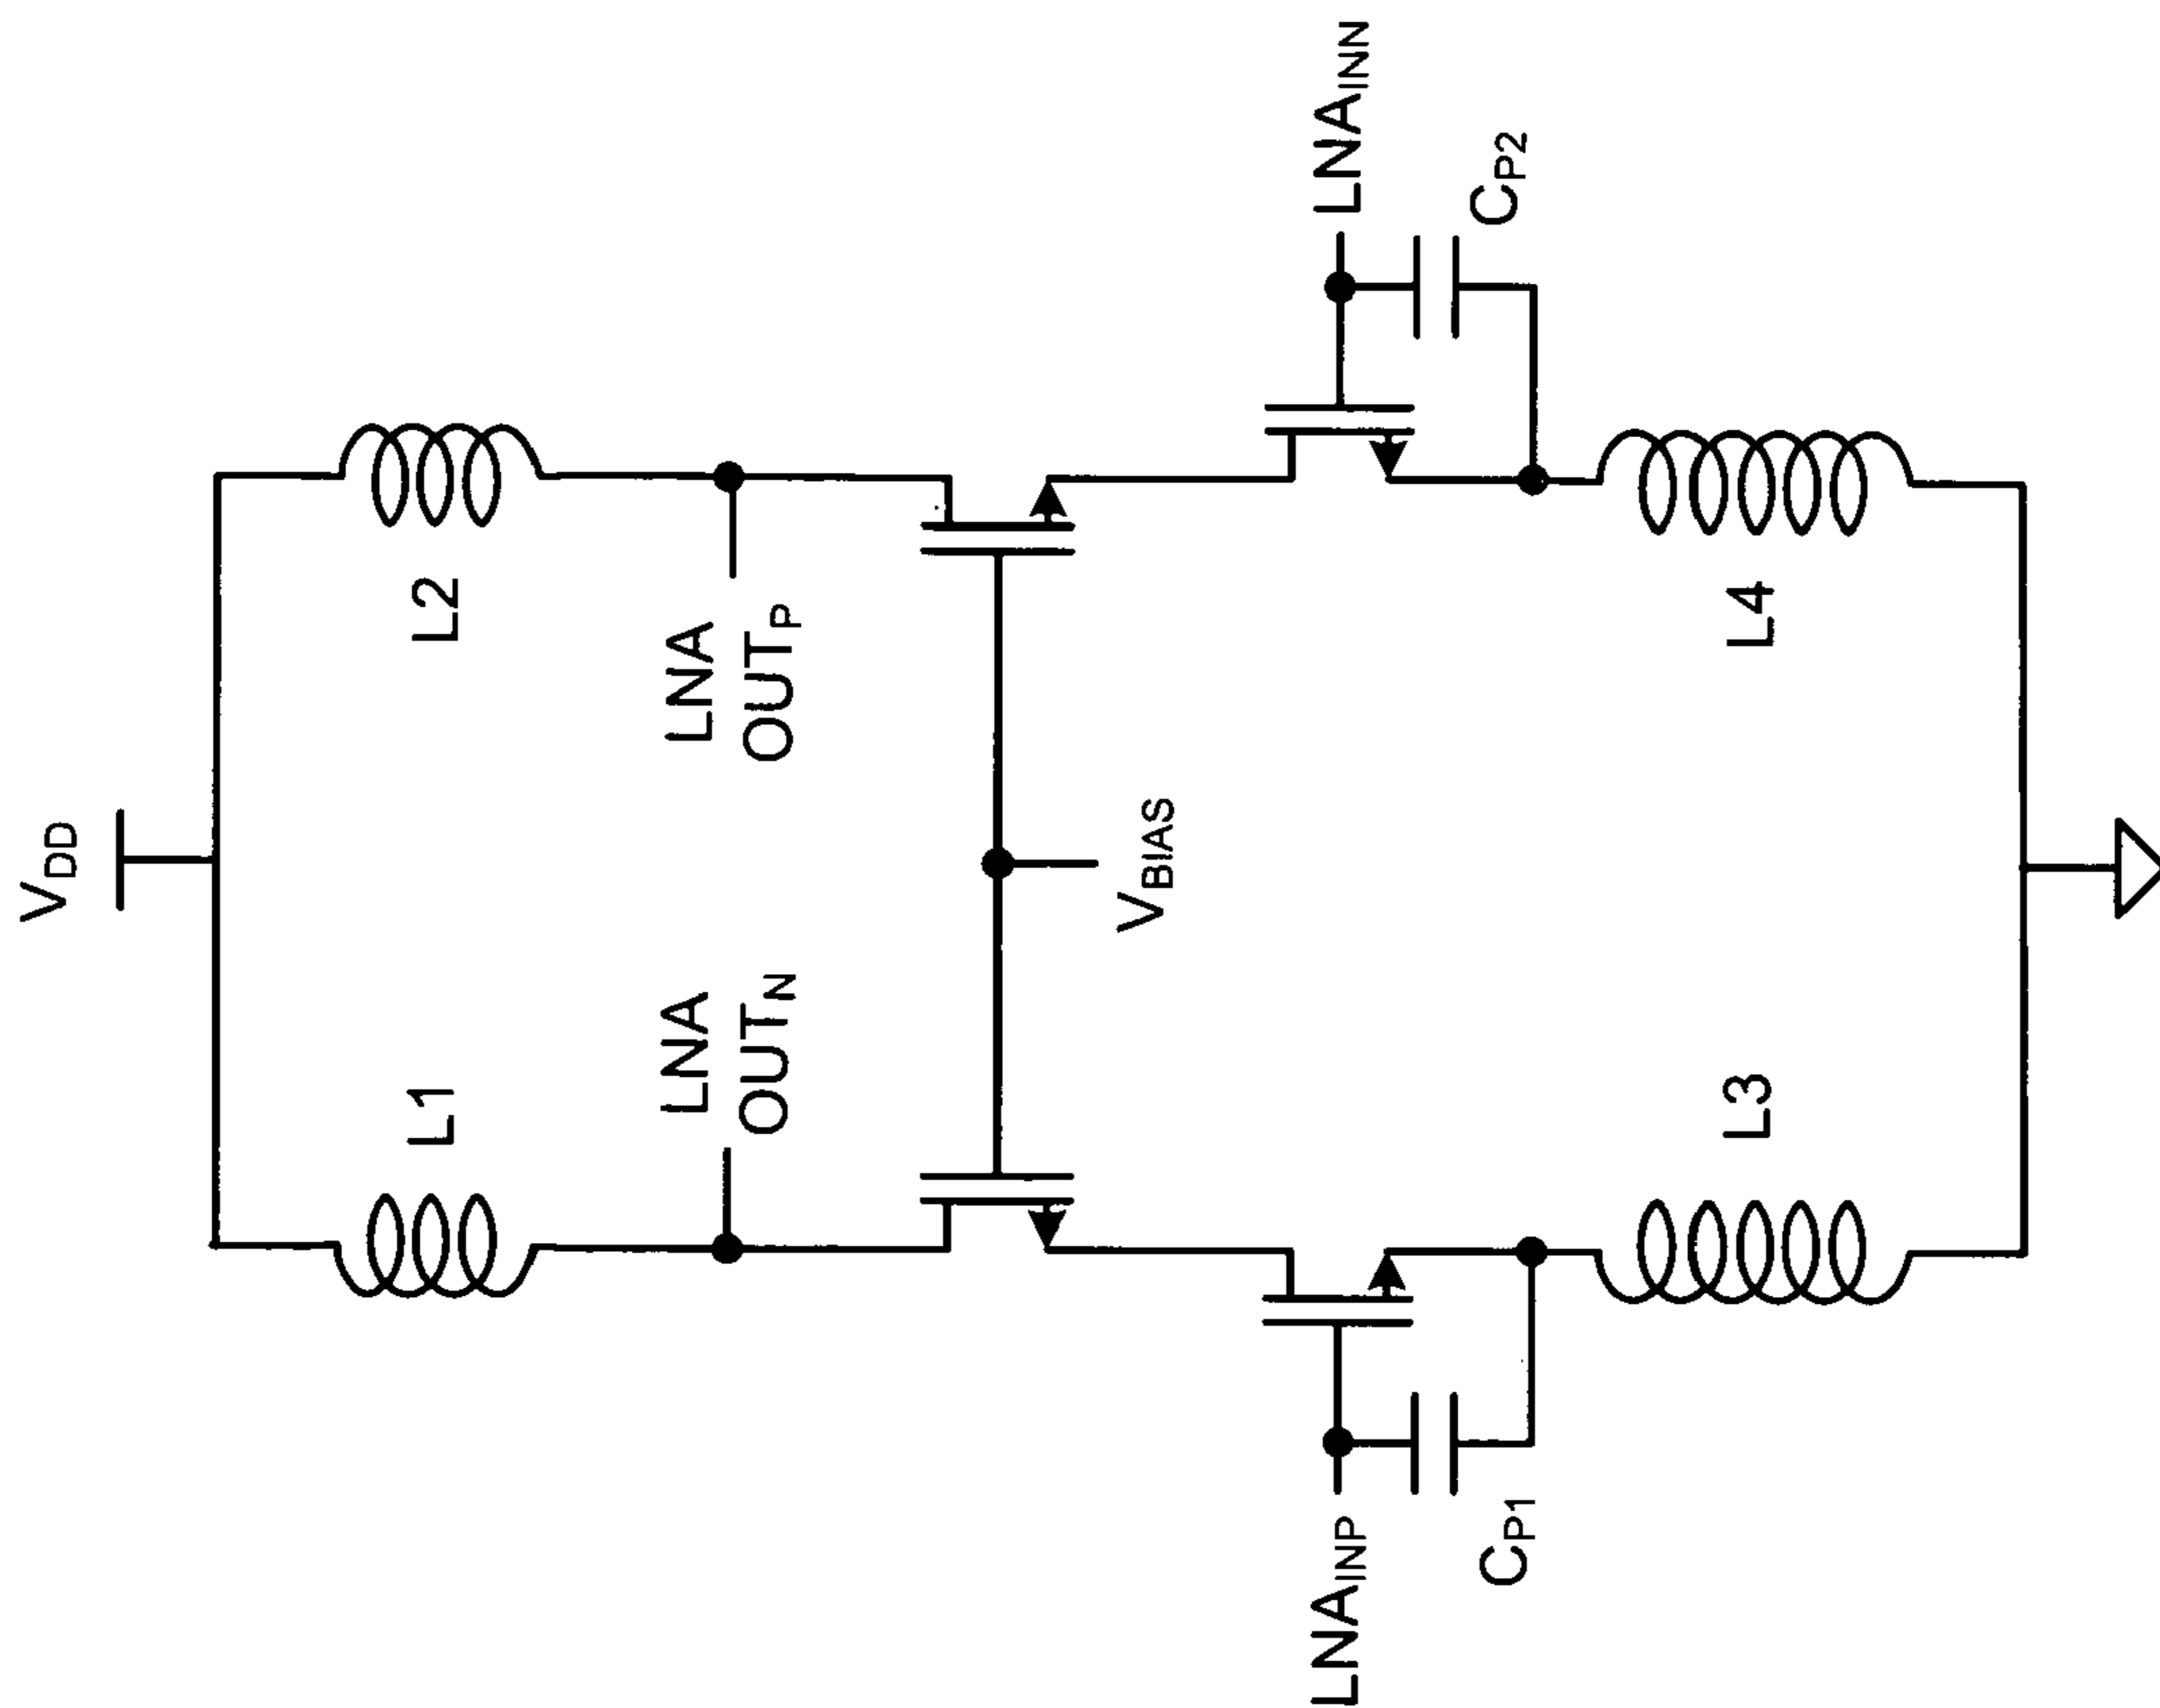 V_DD
L1
L2
LNA
OUT_N
LNA
OUT_P
V_BIAS
LNA_INP
C_P1
LNA_INN
C_P2
L3
L4